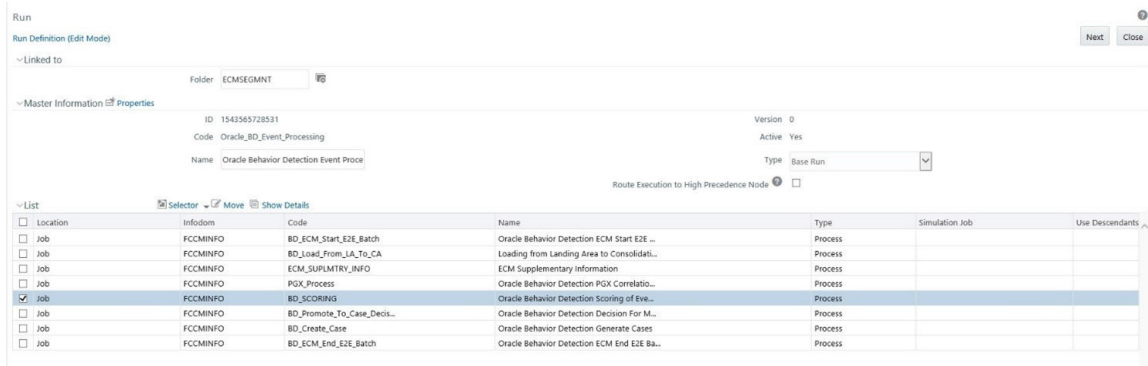 Run
Run Definition (Edit Mode)
Next Close
Linked to
Folder ECMSEGMNT
Master Information Properties
ID 1543565728531 Version 0
Code Oracle_BD_Event_Processing Active Yes
Name Oracle Behavior Detection Event Proce Type Base Run
Route Execution to High Precedence Node
List Selector Move Show Details
Location Infodom Code Name Type Simulation Job Use Descendants
Job FCCMINFO BD_ECM_Start_E2E_Batch Oracle Behavior Detection ECM Start E2E ... Process
Job FCCMINFO BD_Load_From_LA_To_CA Loading from Landing Area to Consolidati... Process
Job FCCMINFO ECM_SUPLMTRY_INFO ECM Supplementary Information Process
Job FCCMINFO PGX_Process Oracle Behavior Detection PGX Correlatio... Process
Job FCCMINFO BD_SCORING Oracle Behavior Detection Scoring of Eve... Process
Job FCCMINFO BD_Promote_To_Case_Decis... Oracle Behavior Detection Decision For M... Process
Job FCCMINFO BD_Create_Case Oracle Behavior Detection Generate Cases Process
Job FCCMINFO BD_ECM_End_E2E_Batch Oracle Behavior Detection ECM End E2E Ba... Process